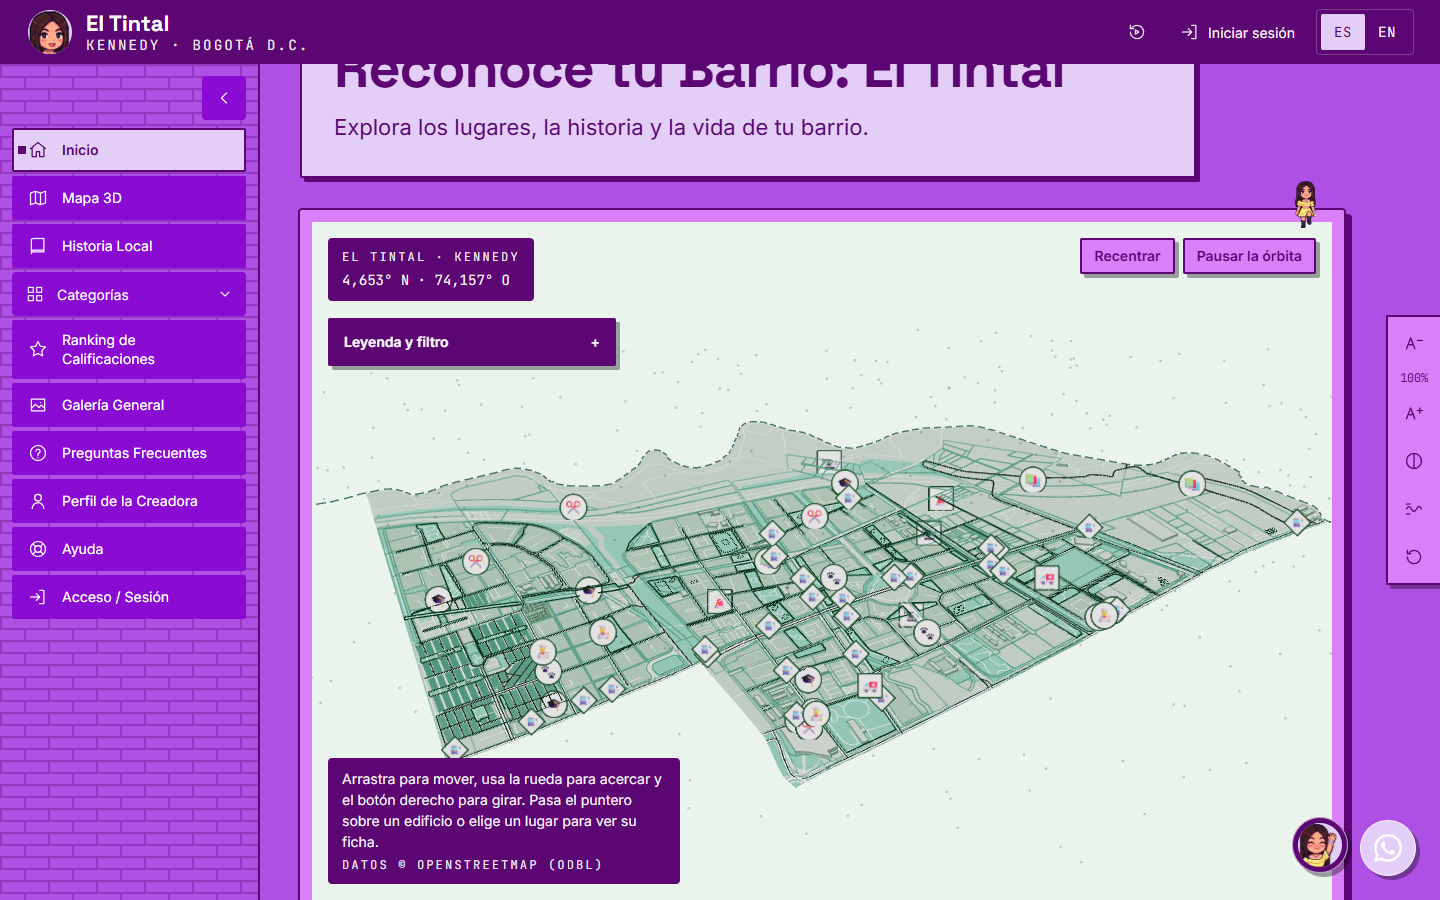 El Tintal
KENNEDY · BOGOTÁ D.C.
Iniciar sesión
ES
EN
Inicio
Mapa 3D
Historia Local
Categorías
Ranking de
Calificaciones
Galería General
Preguntas Frecuentes
Perfil de la Creadora
Ayuda
Acceso / Sesión
Reconoce tu Barrio: El Tintal
Explora los lugares, la historia y la vida de tu barrio.
EL TINTAL · KENNEDY
4,653° N · 74,157° O
Recentrar
Pausar la órbita
Leyenda y filtro
+
Arrastra para mover, usa la rueda para acercar y
el botón derecho para girar. Pasa el puntero
sobre un edificio o elige un lugar para ver su
ficha.
DATOS © OPENSTREETMAP (ODBL)
A−
100%
A+